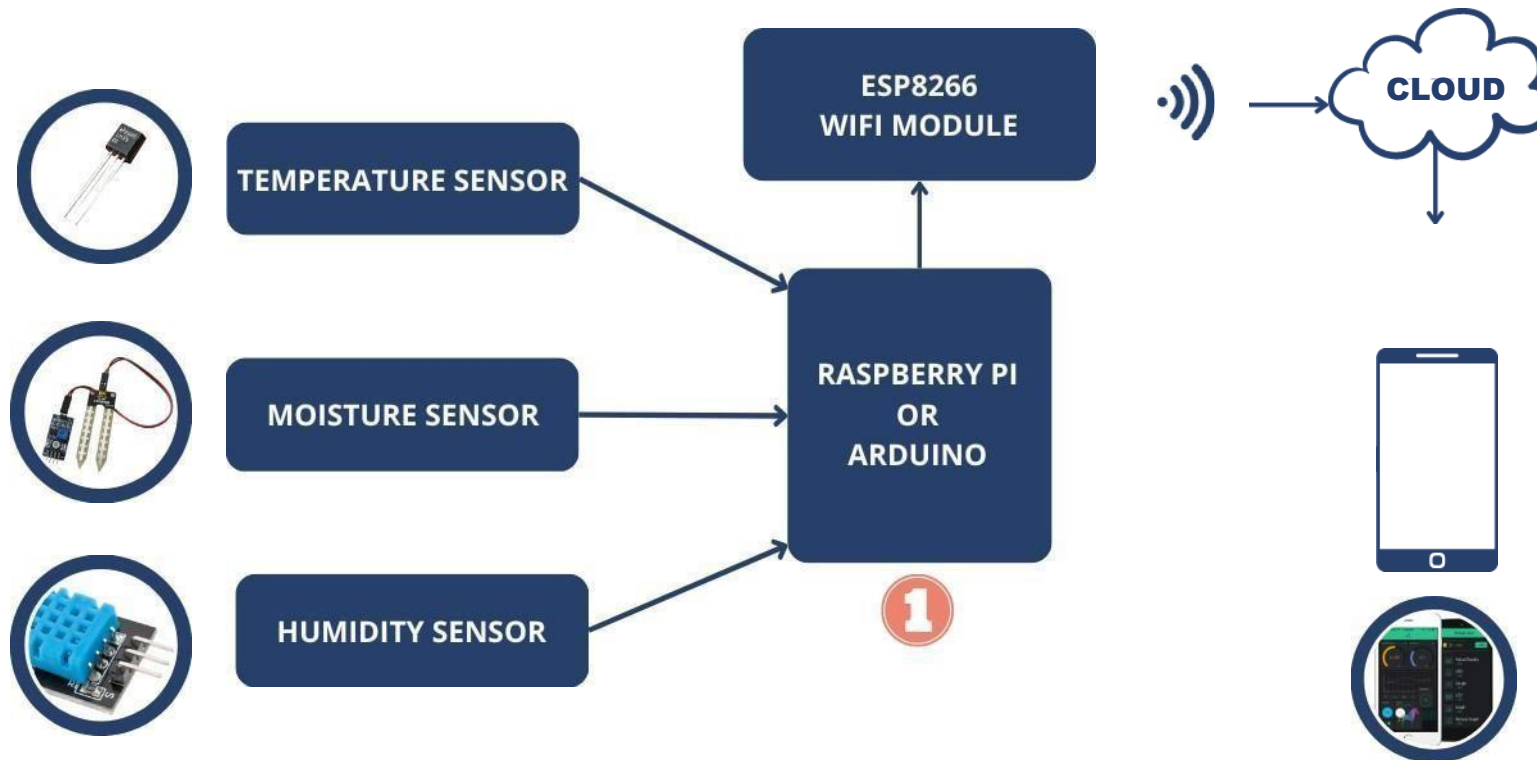 ESP8266
WIFI MODULE
CLOUD
TEMPERATURE SENSOR
MOISTURE SENSOR
RASPBERRY PI
OR
ARDUINO
HUMIDITY SENSOR
1